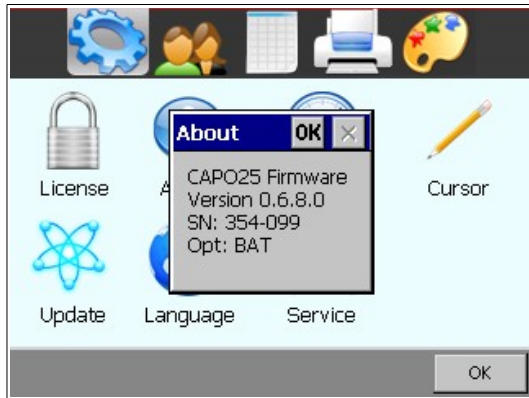 About OK
CAPO25 Firmware
Version 0.6.8.0
SN: 354-099
Opt: BAT
License
Cursor
Update
Language
Service
OK